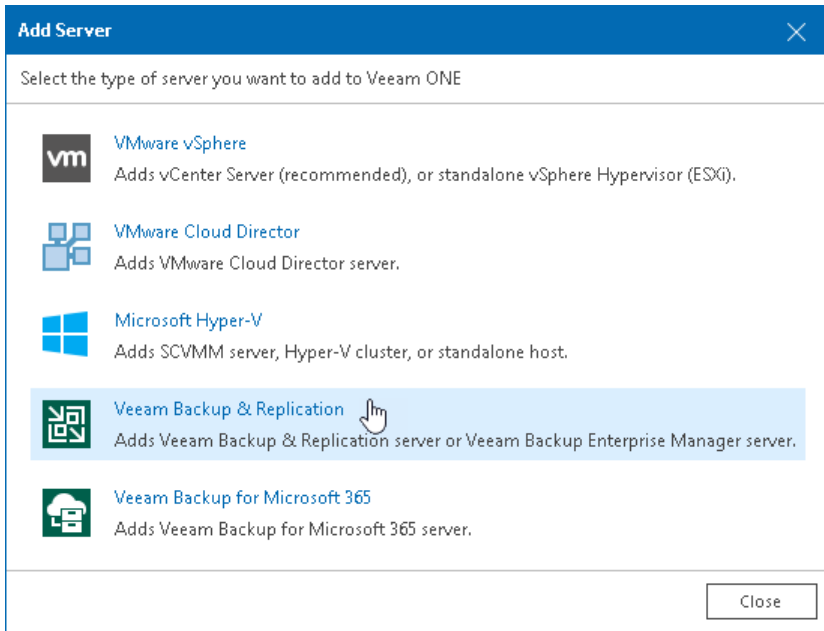 Add Server
Select the type of server you want to add to Veeam ONE
vm
VMware vSphere
Adds vCenter Server (recommended), or standalone vSphere Hypervisor (ESXi).
VMware Cloud Director
Adds VMware Cloud Director server.
Microsoft Hyper-V
Adds SCVMM server, Hyper-V cluster, or standalone host.
Veeam Backup & Replication
Adds Veeam Backup & Replication server or Veeam Backup Enterprise Manager server.
Veeam Backup for Microsoft 365
Adds Veeam Backup for Microsoft 365 server.
Close